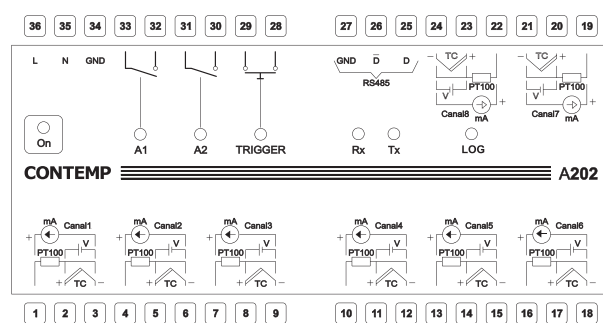 36 35 34 33 32 31 30 29 28 27 26 25 24 23 22 21 20 19
L N GND GND D̅ D TC TC
RS485 PT100 PT100
V V
Canal8 mA Canal7 mA
On A1 A2 TRIGGER Rx Tx LOG
CONTEMP A202
mA Canal1 mA Canal2 mA Canal3 mA Canal4 mA Canal5 mA Canal6
V V V V V V
PT100 PT100 PT100 PT100 PT100 PT100
+ TC − + TC − + TC − + TC − + TC − + TC −
1 2 3 4 5 6 7 8 9 10 11 12 13 14 15 16 17 18